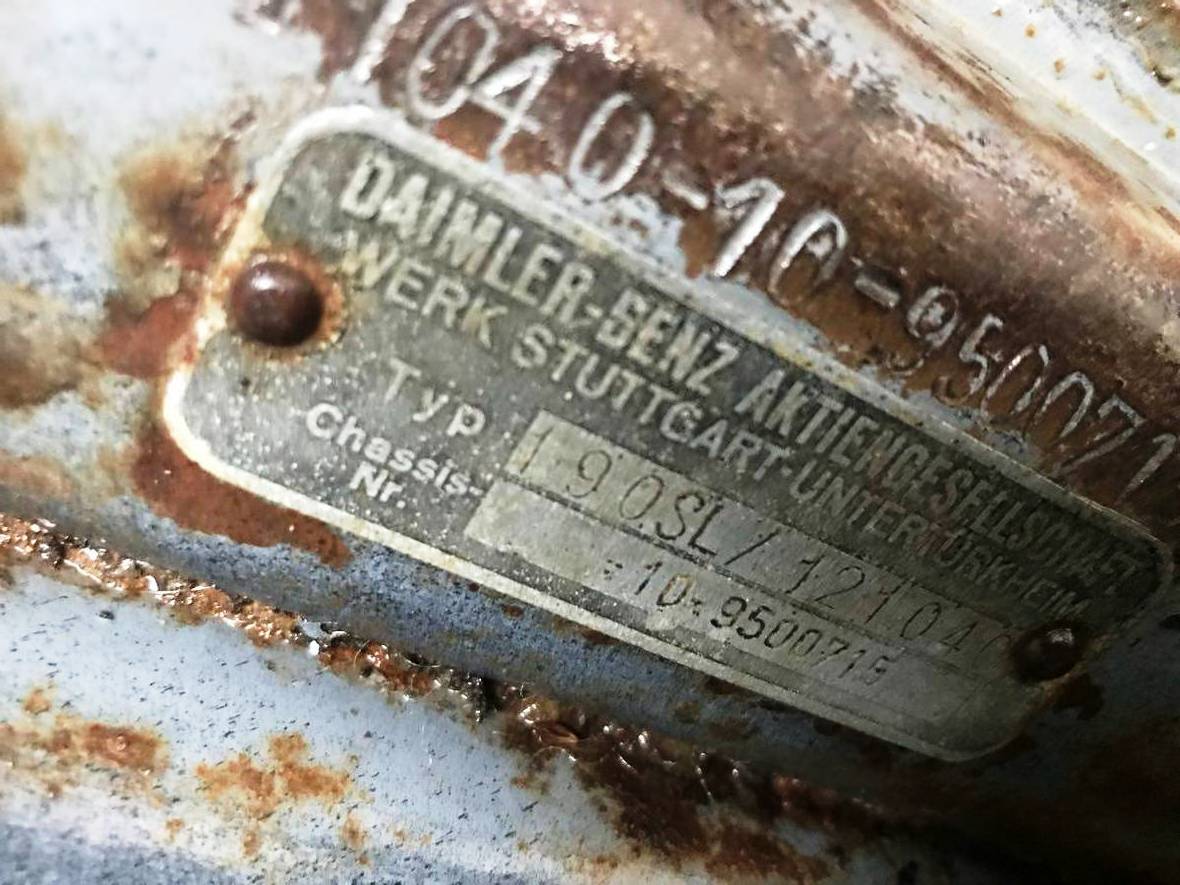 1040-10-950071
DAIMLER-BENZ AKTIENGESELLSCHAFT
WERK STUTTGART-UNTERTÜRKHEIM
Typ 190SL/121040
Chassis-Nr. -10-9500715